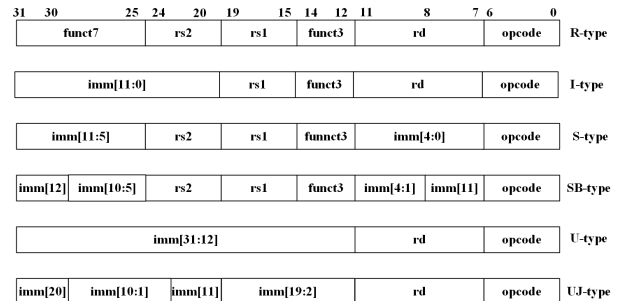 31 30 25 24 20 19 15 14 12 11 8 7 6 0
funct7 rs2 rs1 funct3 rd opcode R-type
imm[11:0] rs1 funct3 rd opcode I-type
imm[11:5] rs2 rs1 funnct3 imm[4:0] opcode S-type
imm[12] imm[10:5] rs2 rs1 funct3 imm[4:1] imm[11] opcode SB-type
imm[31:12] rd opcode U-type
imm[20] imm[10:1] imm[11] imm[19:2] rd opcode UJ-type